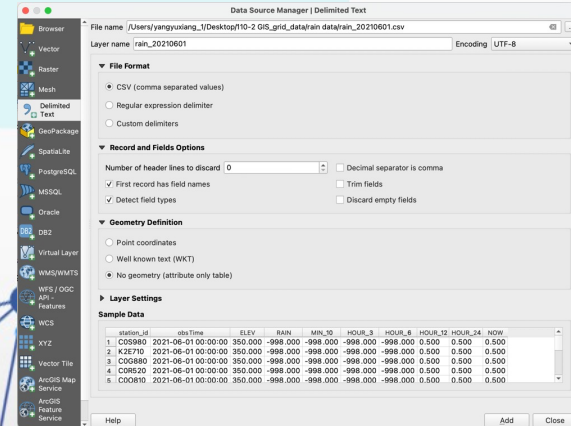 Data Source Manager | Delimited Text
Browser
Vector
Raster
Mesh
Delimited Text
GeoPackage
SpatiaLite
PostgreSQL
MSSQL
Oracle
DB2 DB2
Virtual Layer
WMS/WMTS
WFS / OGC API - Features
WCS
XYZ
Vector Tile
ArcGIS Map Service
ArcGIS Feature Service
File name /Users/yangyuxiang_1/Desktop/110-2 GIS_grid_data/rain data/rain_20210601.csv
Layer name rain_20210601 Encoding UTF-8
File Format
CSV (comma separated values)
Regular expression delimiter
Custom delimiters
Record and Fields Options
Number of header lines to discard 0 Decimal separator is comma
First record has field names Trim fields
Detect field types Discard empty fields
Geometry Definition
Point coordinates
Well known text (WKT)
No geometry (attribute only table)
Layer Settings
Sample Data
station_id obsTime ELEV RAIN MIN_10 HOUR_3 HOUR_6 HOUR_12 HOUR_24 NOW
1 C0S980 2021-06-01 00:00:00 350.000 -998.000 -998.000 -998.000 -998.000 0.500 0.500 0.500
2 K2E710 2021-06-01 00:00:00 350.000 -998.000 -998.000 -998.000 -998.000 0.500 0.500 0.500
3 C0G880 2021-06-01 00:00:00 350.000 -998.000 -998.000 -998.000 -998.000 0.500 0.500 0.500
4 C0R520 2021-06-01 00:00:00 350.000 -998.000 -998.000 -998.000 -998.000 0.500 0.500 0.500
5 C0O810 2021-06-01 00:00:00 350.000 -998.000 -998.000 -998.000 -998.000 0.500 0.500 0.500
Help Add Close